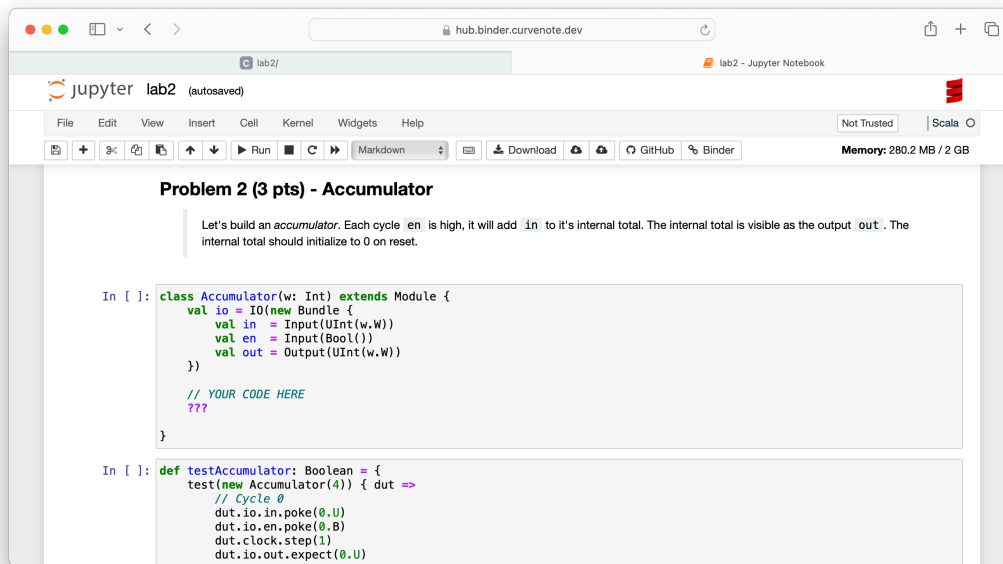 hub.binder.curvenote.dev
C lab2/
lab2 - Jupyter Notebook
jupyter lab2 (autosaved)
File Edit View Insert Cell Kernel Widgets Help Not Trusted Scala
Run Markdown Download GitHub Binder Memory: 280.2 MB / 2 GB
Problem 2 (3 pts) - Accumulator
Let's build an accumulator. Each cycle en is high, it will add in to it's internal total. The internal total is visible as the output out . The
internal total should initialize to 0 on reset.
In [ ]: class Accumulator(w: Int) extends Module {
val io = IO(new Bundle {
val in = Input(UInt(w.W))
val en = Input(Bool())
val out = Output(UInt(w.W))
})
// YOUR CODE HERE
???
}
In [ ]: def testAccumulator: Boolean = {
test(new Accumulator(4)) { dut =>
// Cycle 0
dut.io.in.poke(0.U)
dut.io.en.poke(0.B)
dut.clock.step(1)
dut.io.out.expect(0.U)